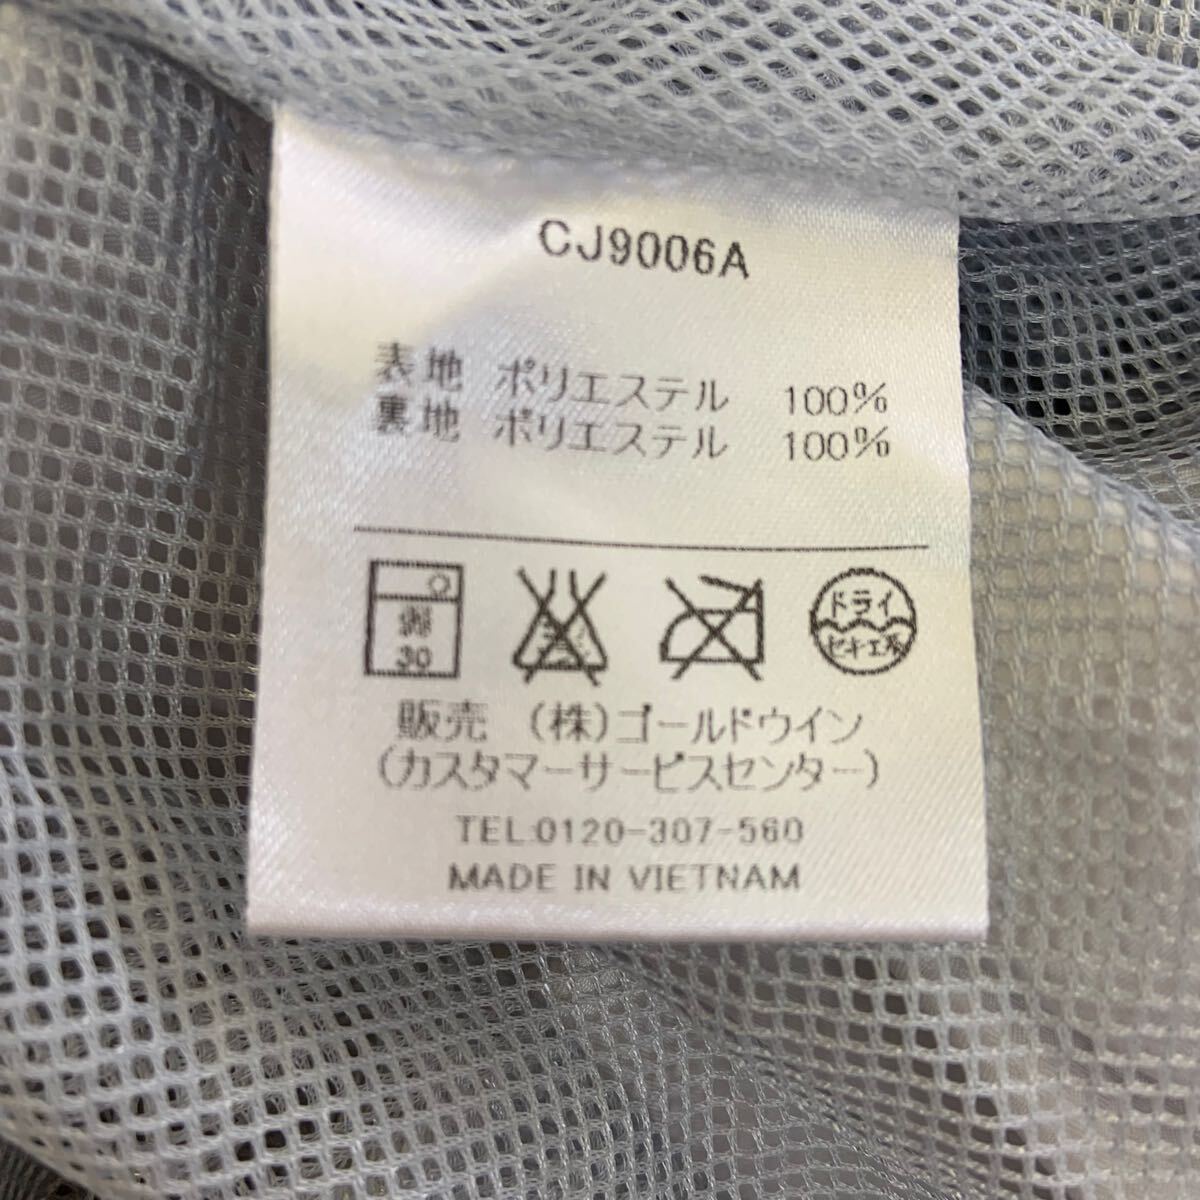 CJ9006A
表地 ポリエステル 100%
裏地 ポリエステル 100%
弱
30
ドライ
セキユ系
販売 (株)ゴールドウイン
(カスタマーサービスセンター)
TEL:0120-307-560
MADE IN VIETNAM